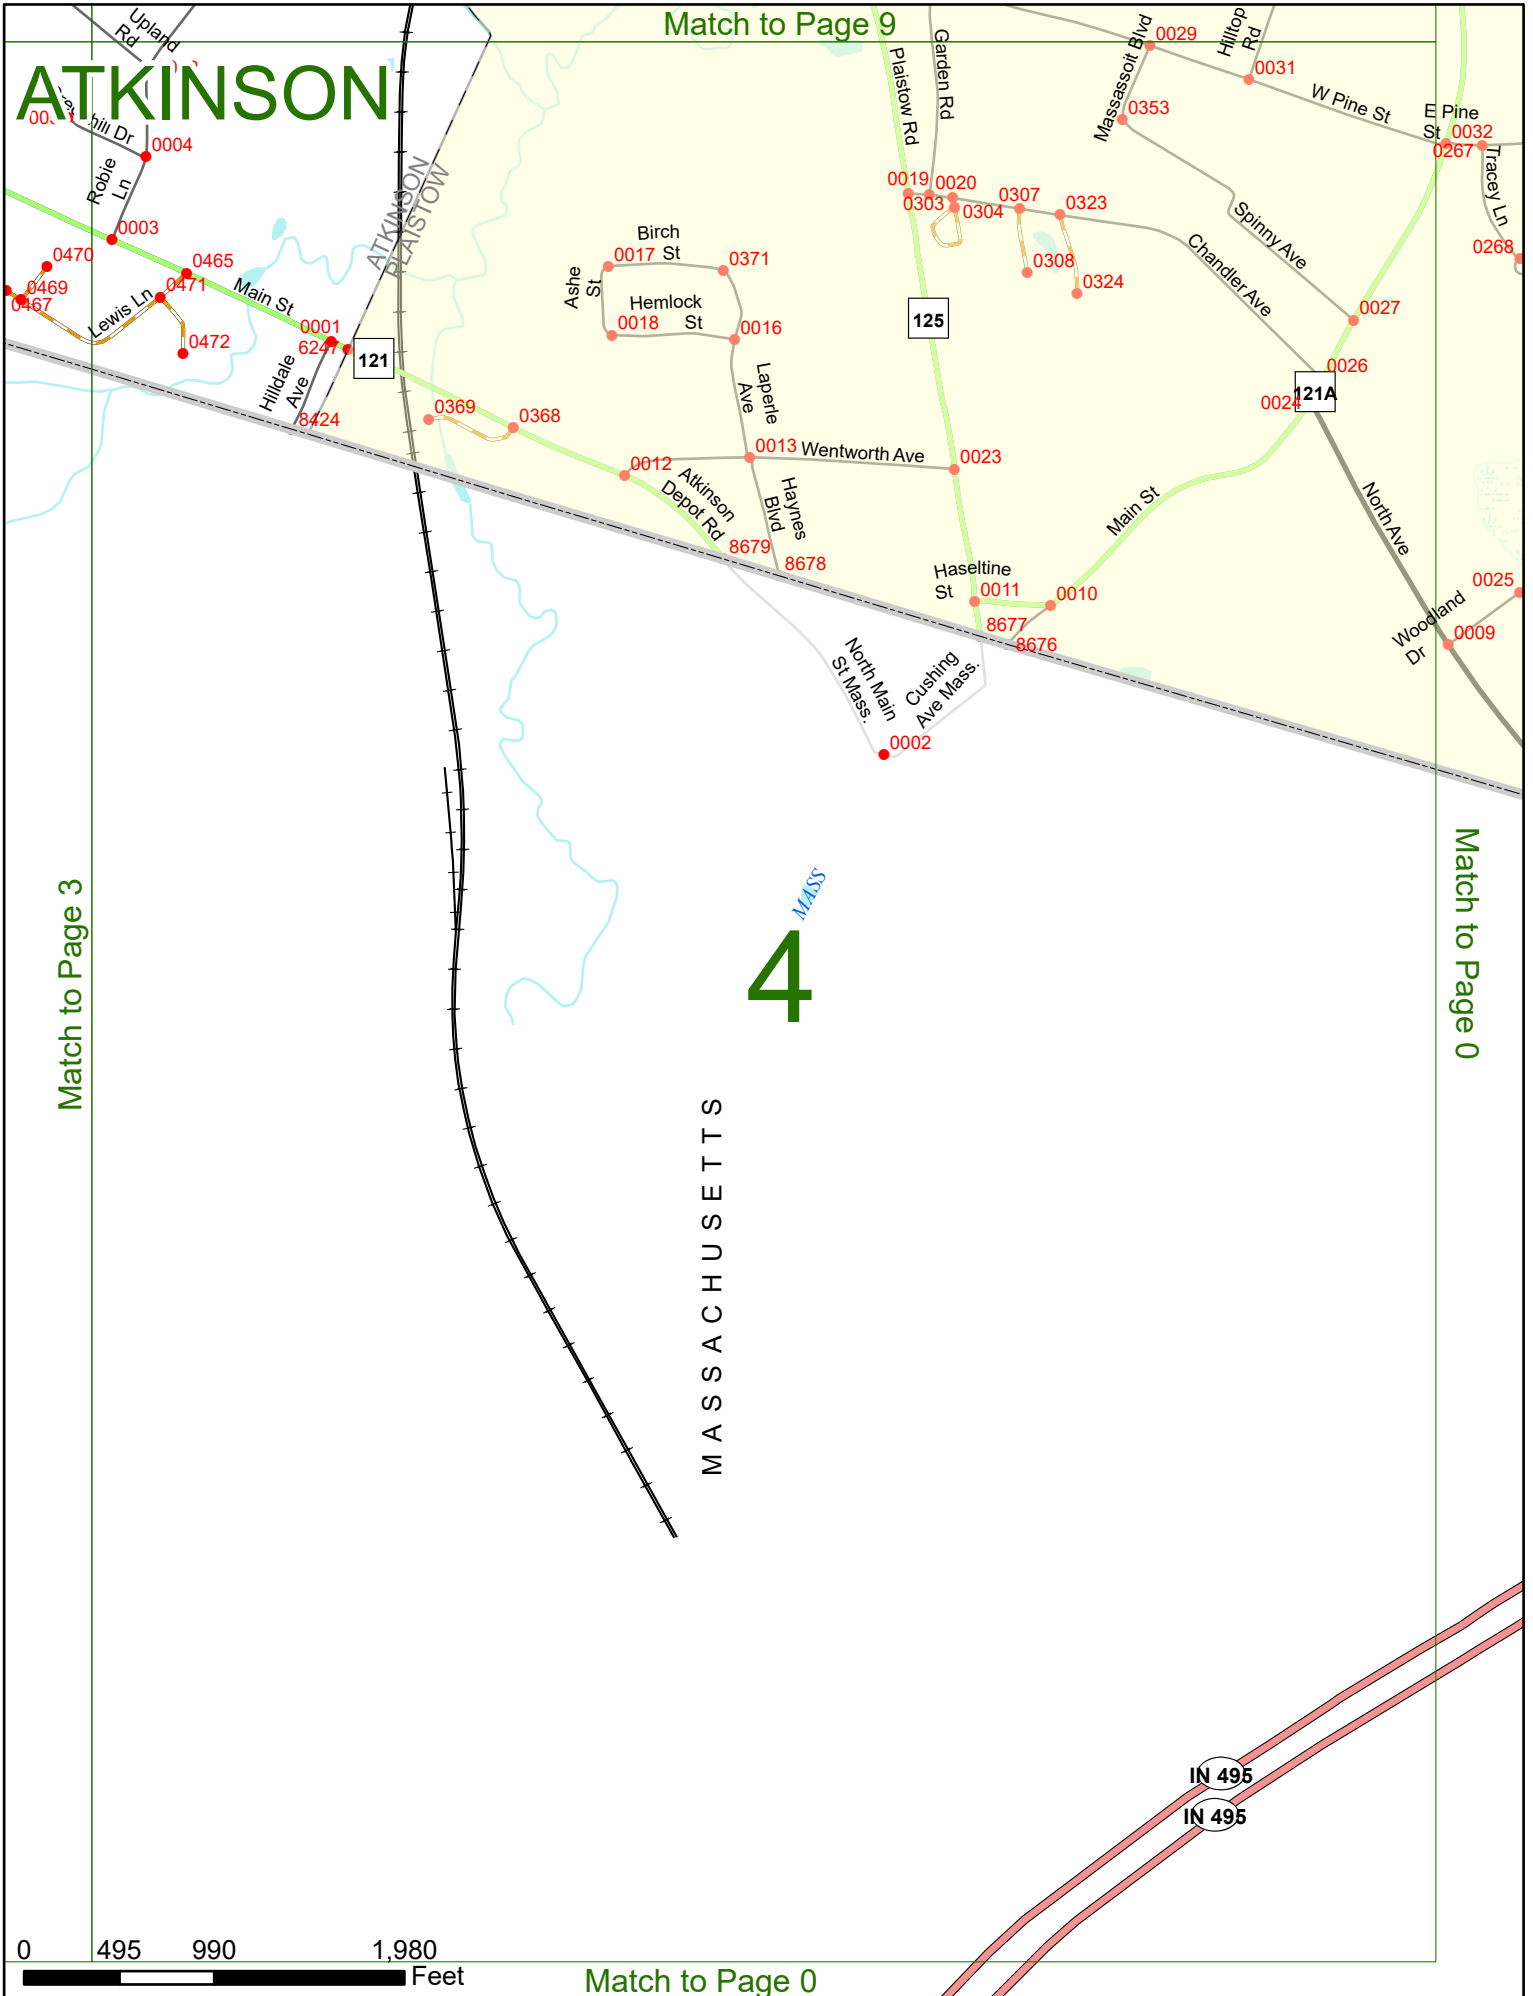 Match to Page 9
Upland
Rd
ATKINSON
hill Dr
0004
Robie
Ln
0003
0470
0469
0467
0465
0471
Lewis Ln
0472
Main St
0001
6247
121
Hilldale
Ave
8424
ATKINSON
PLAISTOW
Plaistow Rd
Garden Rd
Massassoit Blvd
0029
Hilltop
Rd
0031
W Pine St
E Pine
St
0032
0267
Tracey Ln
0268
0353
0019
0020
0303
0304
0307
0323
0308
0324
Spinny Ave
Chandler Ave
0027
0026
121A
0024
Birch
St
0017
0371
Ashe
St
Hemlock
St
0018
0016
125
Laperle
Ave
0369
0368
0012
0013
Wentworth Ave
0023
Atkinson
Depot Rd
Haynes
Blvd
8679
8678
Main St
North Ave
Haseltine
St
0011
0010
8677
8676
0025
Woodland
Dr
0009
North Main
St Mass.
Cushing
Ave Mass.
0002
MASS
4
Match to Page 3
Match to Page 0
MASSACHUSETTS
IN 495
IN 495
0
495
990
1,980
Feet
Match to Page 0